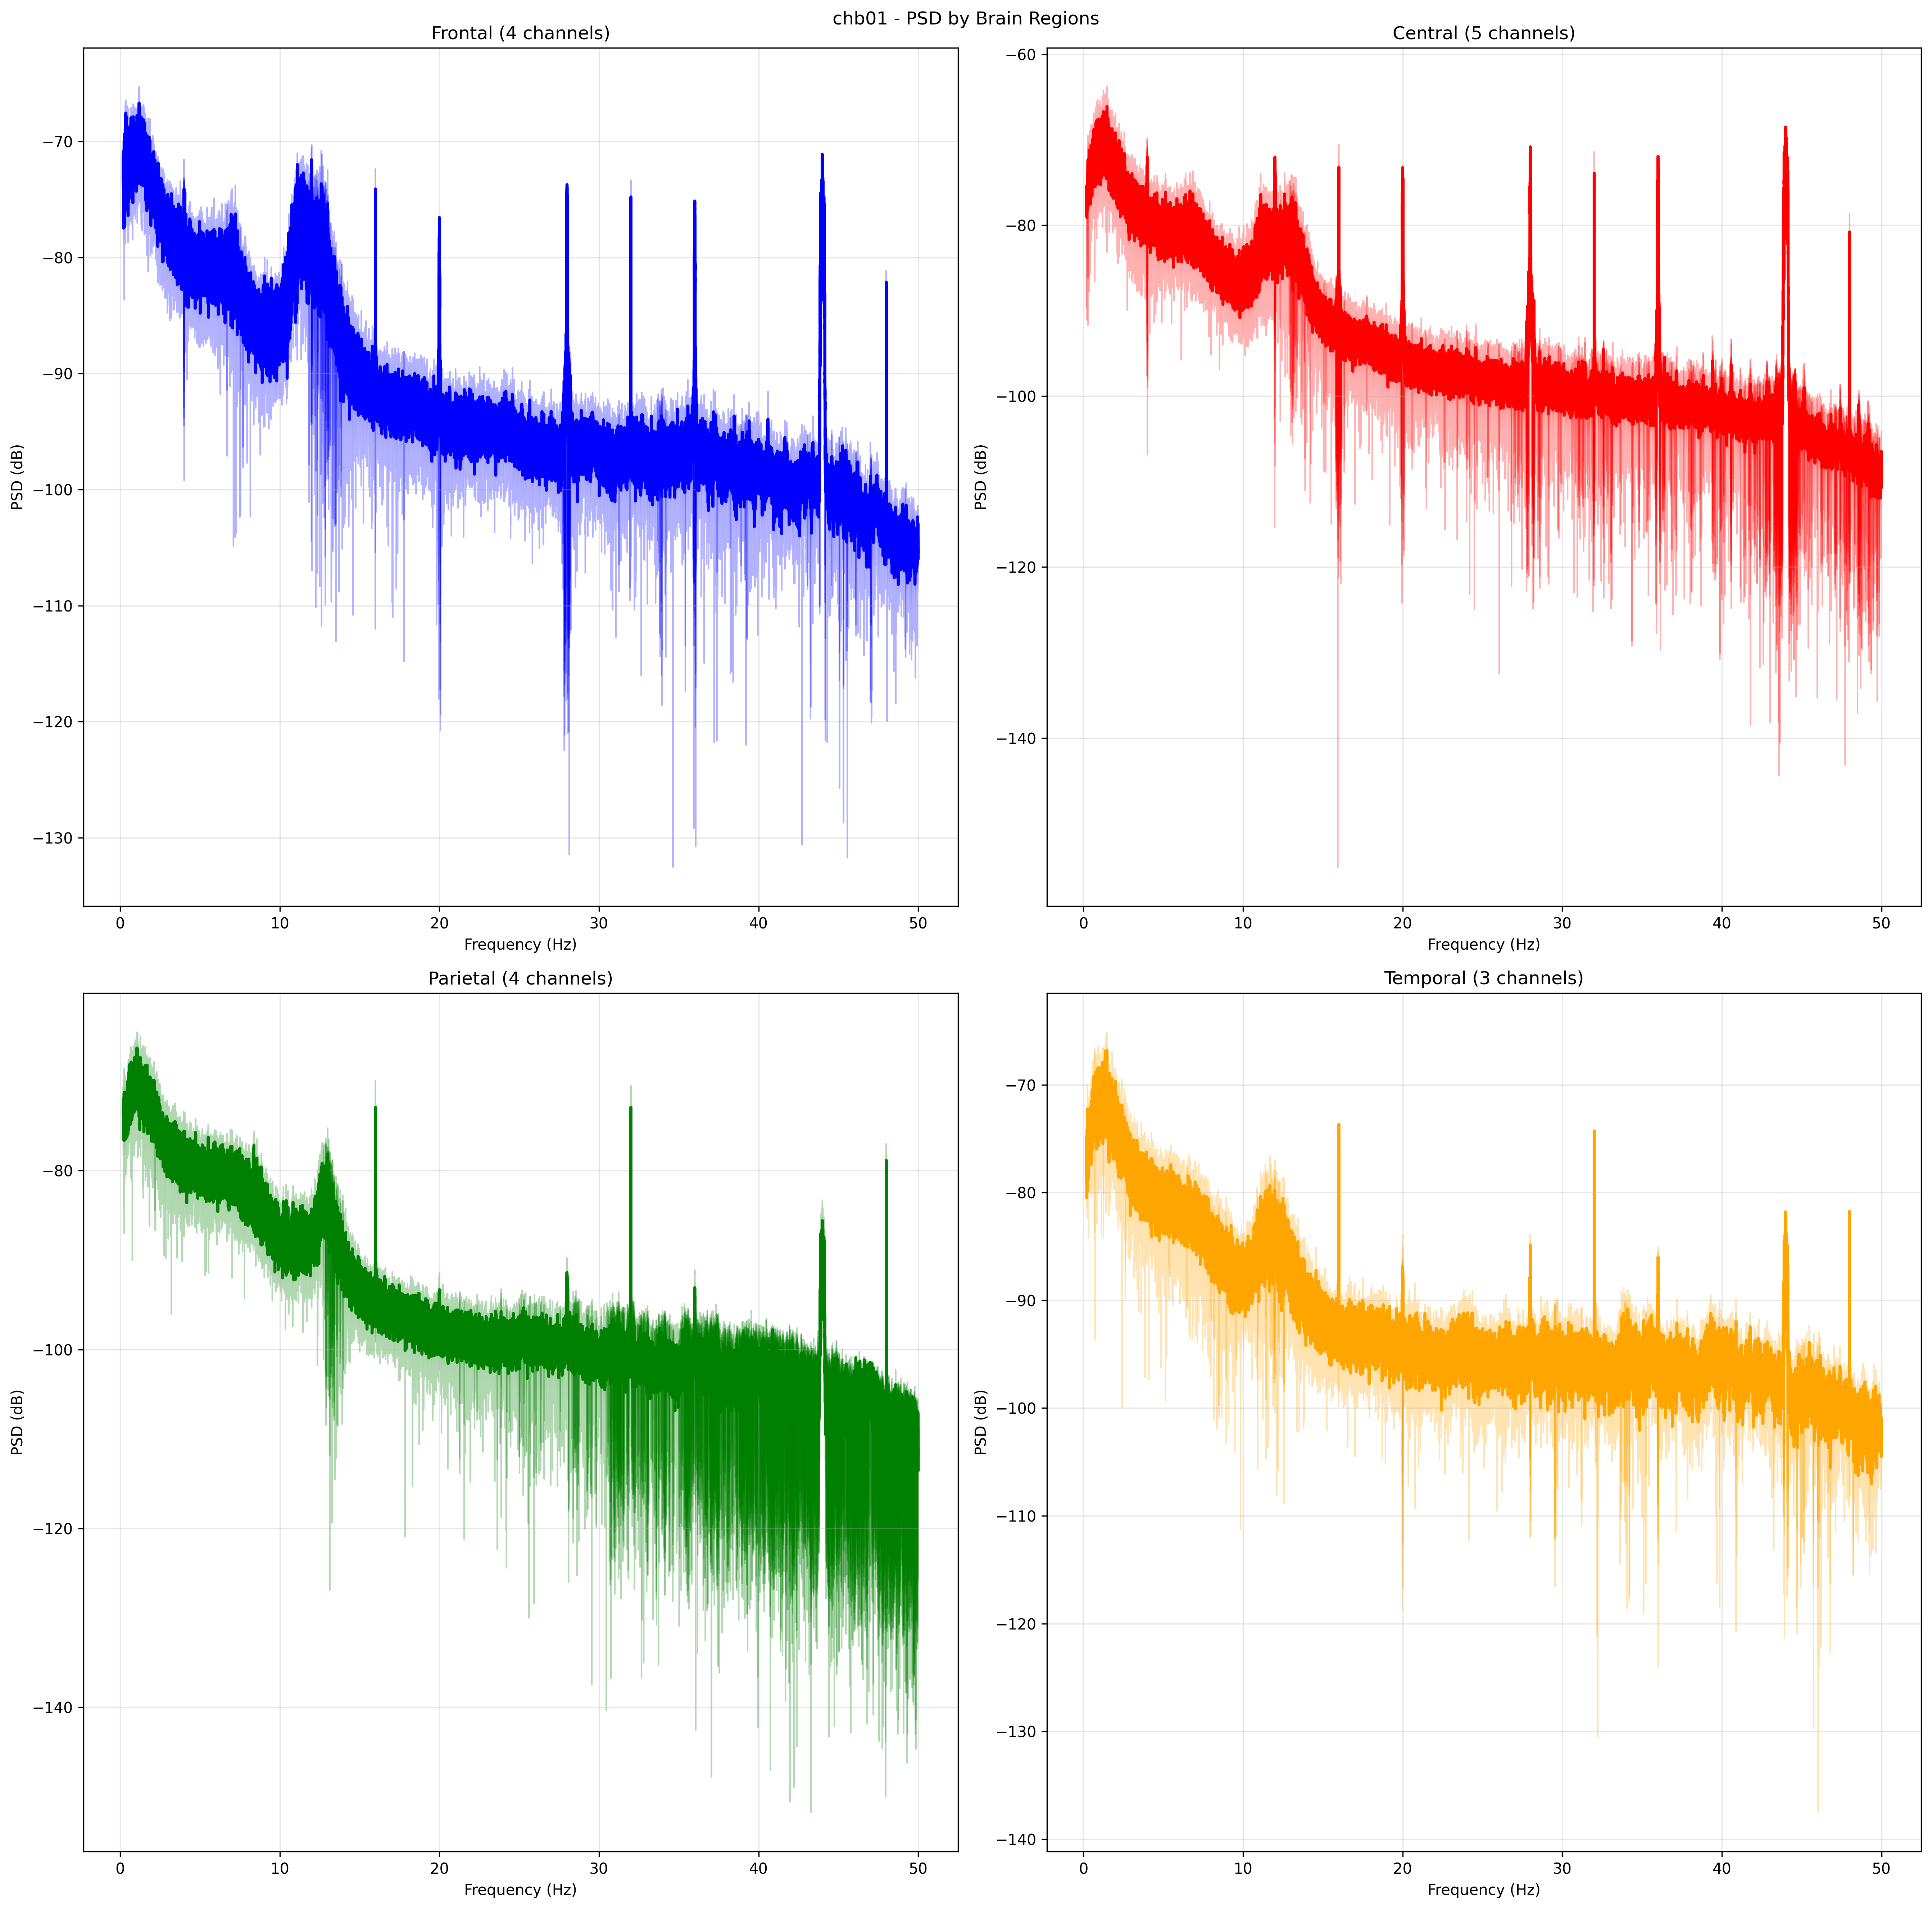 chb01 - PSD by Brain Regions
Frontal (4 channels)
−70
−80
−90
−100
−110
−120
−130
PSD (dB)
0 10 20 30 40 50
Frequency (Hz)
Central (5 channels)
−60
−80
−100
−120
−140
PSD (dB)
0 10 20 30 40 50
Frequency (Hz)
Parietal (4 channels)
−80
−100
−120
−140
PSD (dB)
0 10 20 30 40 50
Frequency (Hz)
Temporal (3 channels)
−70
−80
−90
−100
−110
−120
−130
−140
PSD (dB)
0 10 20 30 40 50
Frequency (Hz)